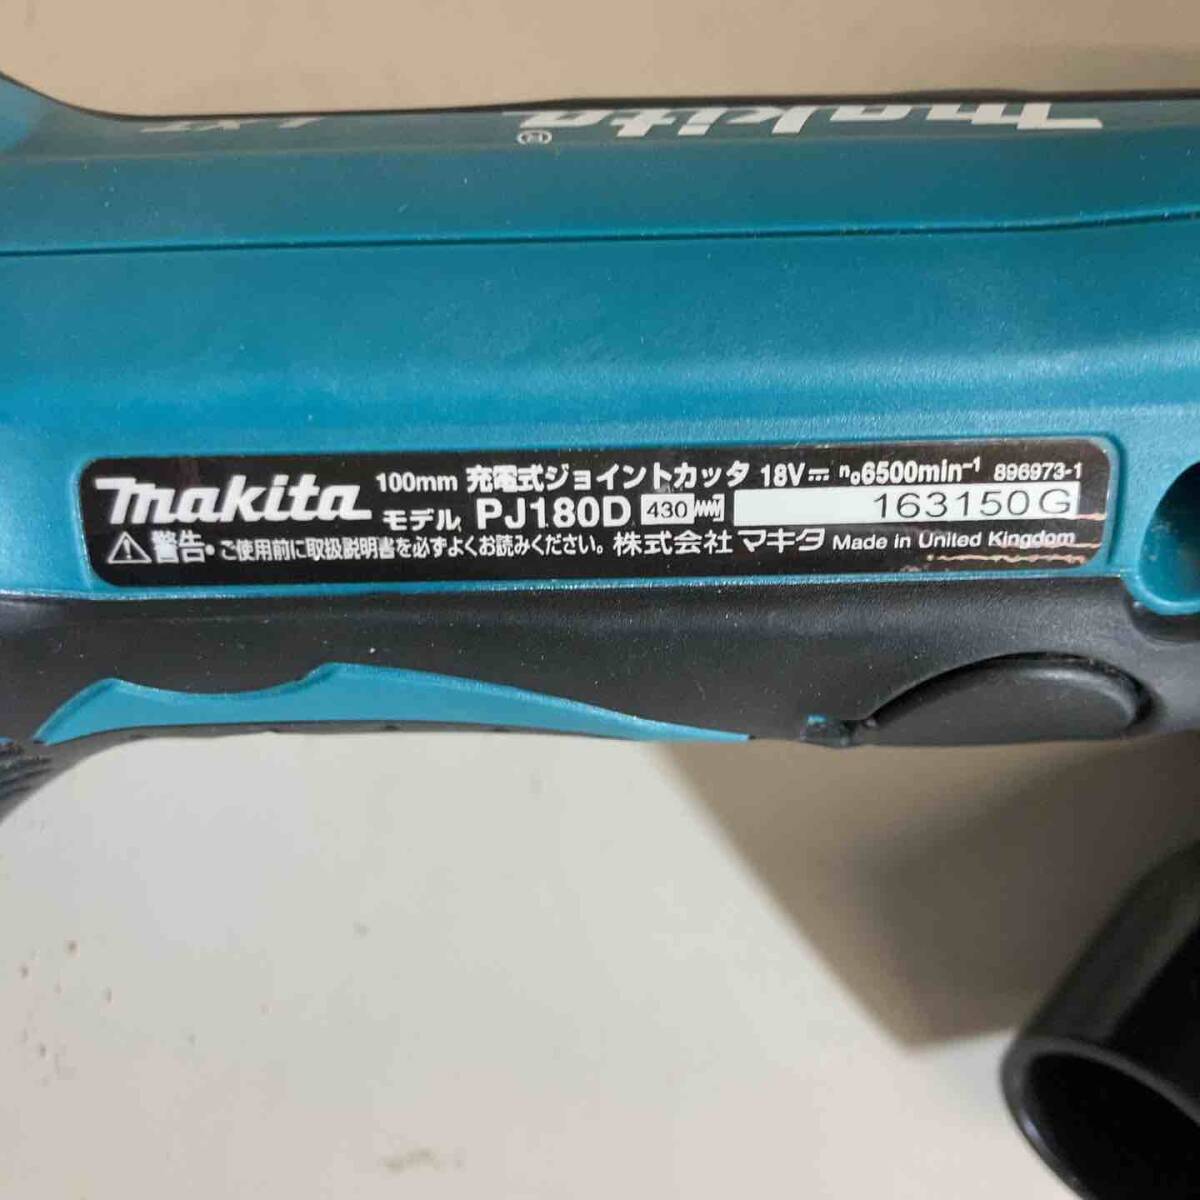 makita®
LXT
makita 100mm 充電式ジョイントカッタ 18V⎓ n₀6500min⁻¹ 896973-1
モデル PJ180D 430 163150 G
⚠警告・ご使用前に取扱説明書を必ずよくお読みください。株式会社マキタ Made in United Kingdom